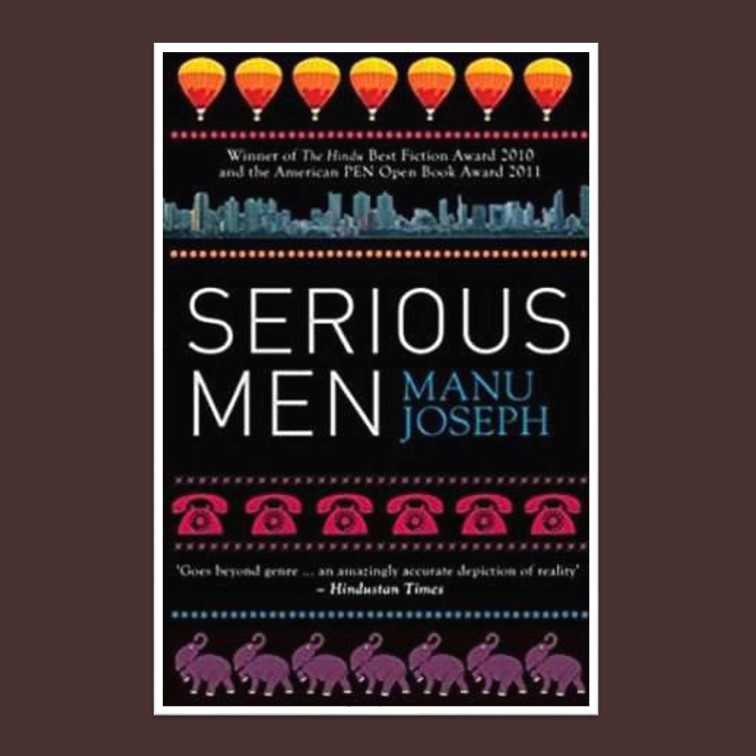 Winner of The Hindu Best Fiction Award 2010
and the American PEN Open Book Award 2011
SERIOUS
MEN
MANU
JOSEPH
'Goes beyond genre ... an amazingly accurate depiction of reality'
– Hindustan Times